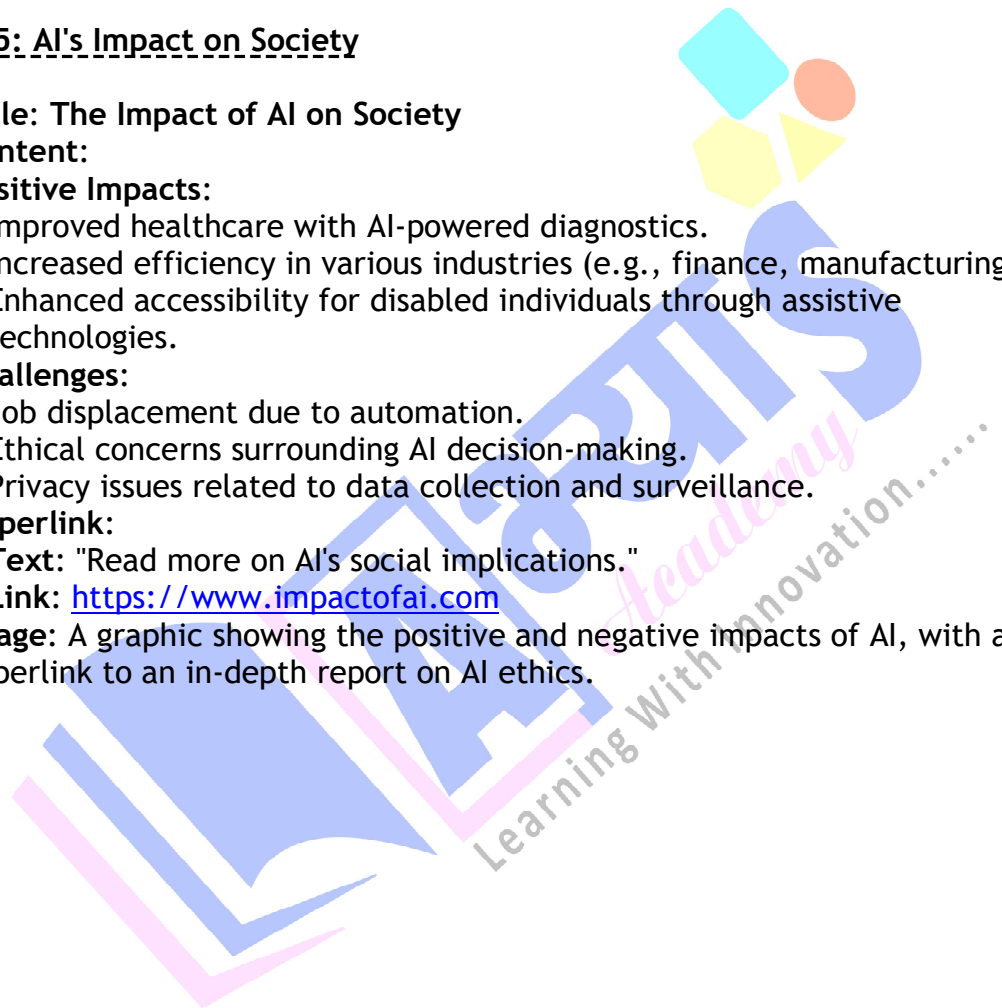 5: AI's Impact on Society
le: The Impact of AI on Society
ntent:
sitive Impacts:
mproved healthcare with AI-powered diagnostics.
ncreased efficiency in various industries (e.g., finance, manufacturing
Enhanced accessibility for disabled individuals through assistive
echnologies.
allenges:
ob displacement due to automation.
Ethical concerns surrounding AI decision-making.
Privacy issues related to data collection and surveillance.
perlink:
Text: "Read more on AI's social implications."
Link: https://www.impactofai.com
age: A graphic showing the positive and negative impacts of AI, with a
perlink to an in-depth report on AI ethics.
Academy
Learning With Innovation.....